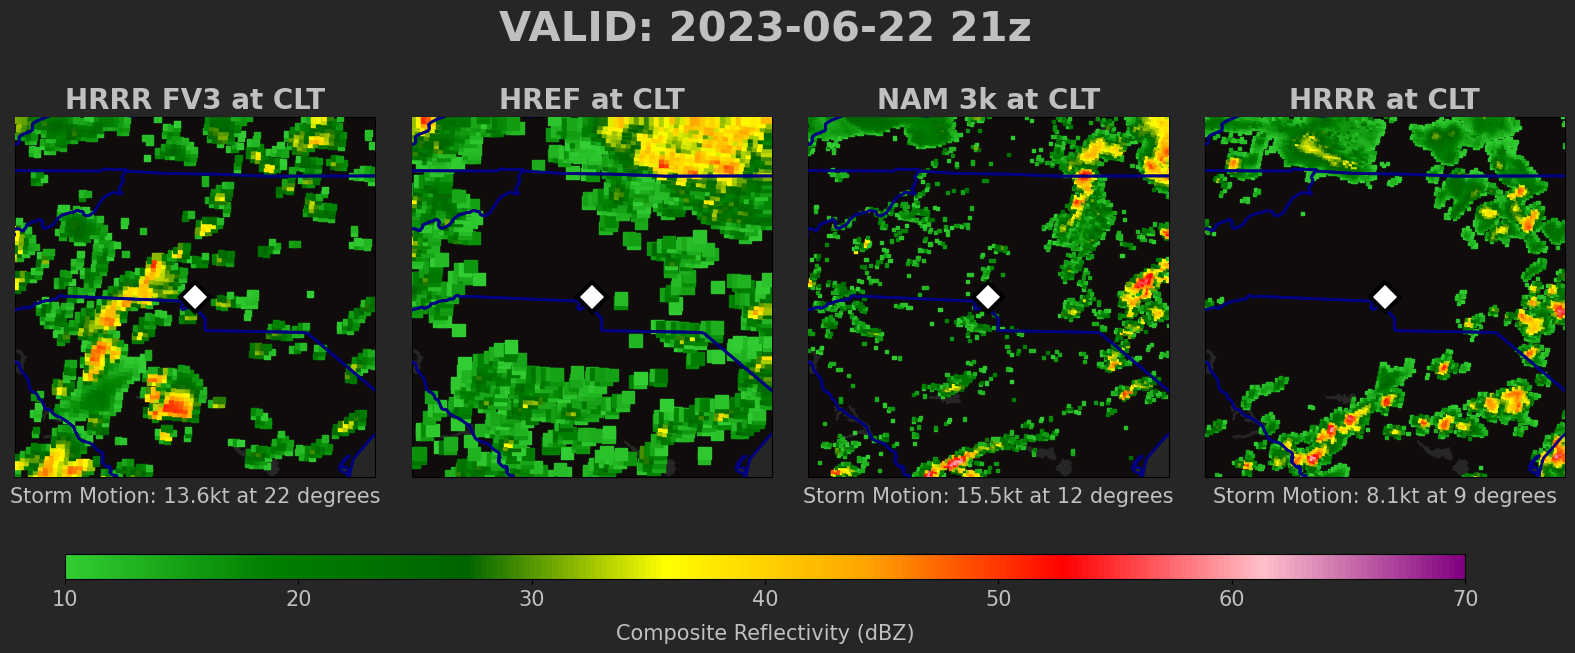 VALID: 2023-06-22 21z
HRRR FV3 at CLT
HREF at CLT
NAM 3k at CLT
HRRR at CLT
Storm Motion: 13.6kt at 22 degrees
Storm Motion: 15.5kt at 12 degrees
Storm Motion: 8.1kt at 9 degrees
10 20 30 40 50 60 70
Composite Reflectivity (dBZ)